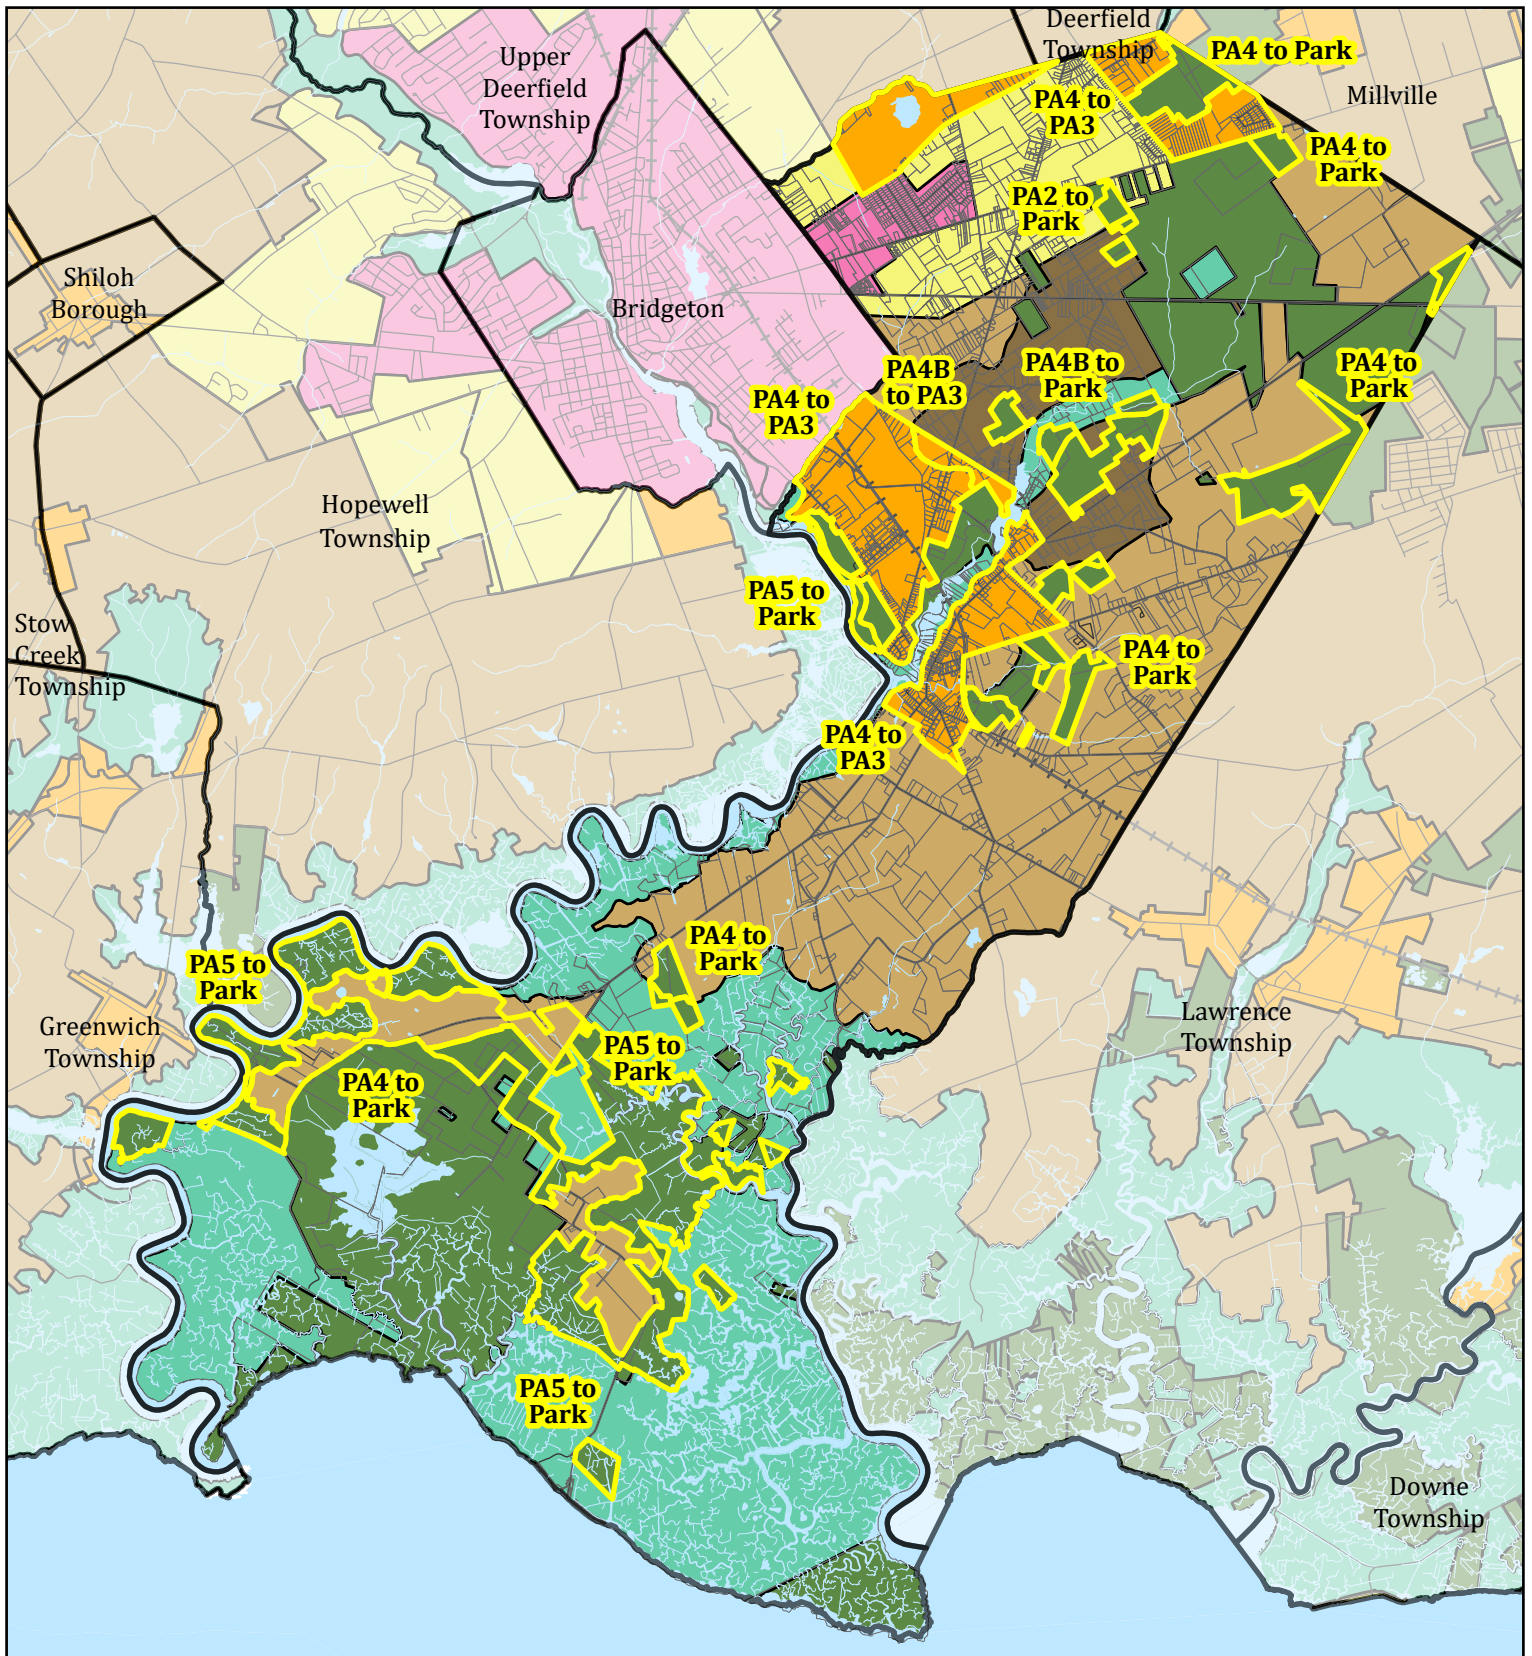 Deerfield
Township
Upper
Deerfield
Township
PA4 to Park
Millville
PA4 to
PA3
PA4 to
Park
PA2 to
Park
Shiloh
Borough
Bridgeton
PA4B
to PA3
PA4B to
Park
PA4 to
Park
PA4 to
PA3
Hopewell
Township
PA5 to
Park
Stow
Creek
Township
PA4 to
Park
PA4 to
PA3
PA4 to
Park
PA5 to
Park
Greenwich
Township
Lawrence
Township
PA5 to
Park
PA4 to
Park
PA5 to
Park
Downe
Township